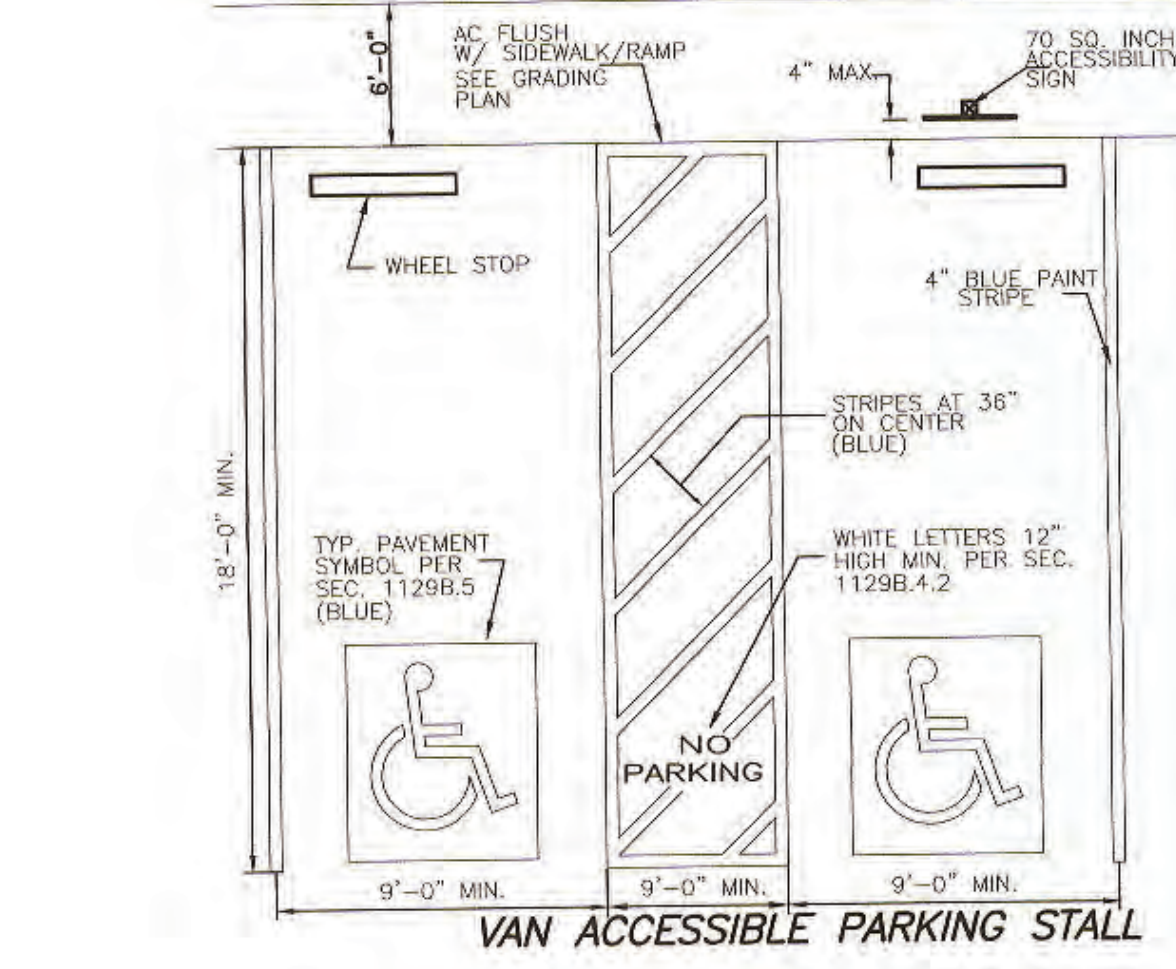 6'-0"
AC FLUSH
W/ SIDEWALK/RAMP
SEE GRADING
PLAN
4" MAX
70 SQ. INCH
ACCESSIBILITY
SIGN
WHEEL STOP
4" BLUE PAINT
STRIPE
STRIPES AT 36"
ON CENTER
(BLUE)
18'-0" MIN.
TYP. PAVEMENT
SYMBOL PER
SEC. 1129B.5
(BLUE)
WHITE LETTERS 12"
HIGH MIN. PER SEC.
1129B.4.2
NO
PARKING
9'-0" MIN.
9'-0" MIN.
9'-0" MIN.
VAN ACCESSIBLE PARKING STALL